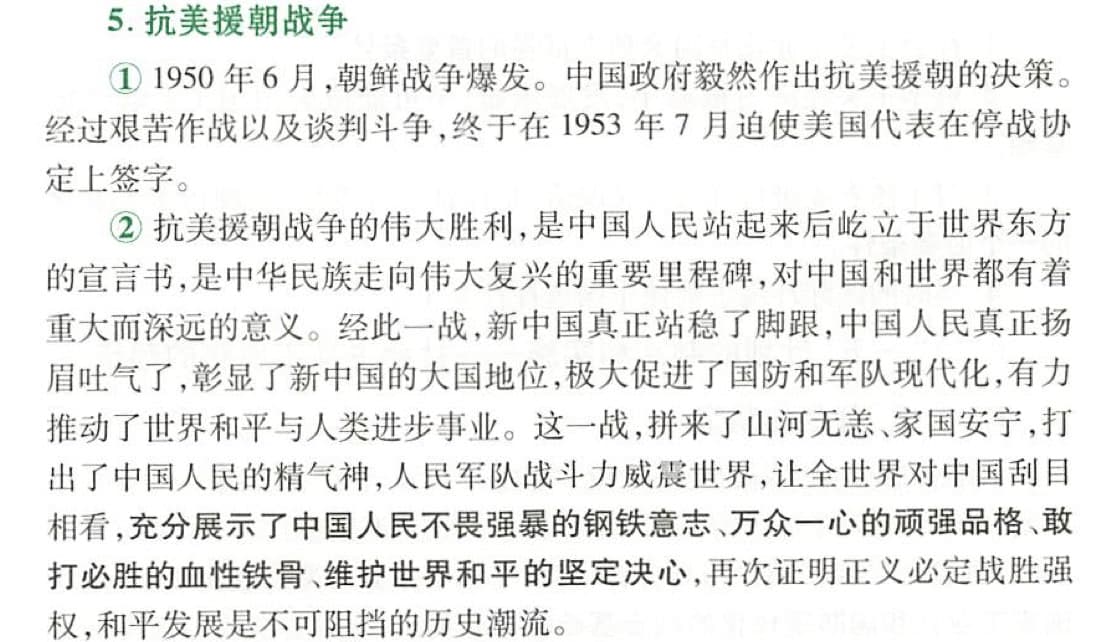 5. 抗美援朝战争
① 1950 年 6 月,朝鲜战争爆发。中国政府毅然作出抗美援朝的决策。
经过艰苦作战以及谈判斗争,终于在 1953 年 7 月迫使美国代表在停战协
定上签字。
② 抗美援朝战争的伟大胜利,是中国人民站起来后屹立于世界东方
的宣言书,是中华民族走向伟大复兴的重要里程碑,对中国和世界都有着
重大而深远的意义。经此一战,新中国真正站稳了脚跟,中国人民真正扬
眉吐气了,彰显了新中国的大国地位,极大促进了国防和军队现代化,有力
推动了世界和平与人类进步事业。这一战,拼来了山河无恙、家国安宁,打
出了中国人民的精气神,人民军队战斗力威震世界,让全世界对中国刮目
相看,充分展示了中国人民不畏强暴的钢铁意志、万众一心的顽强品格、敢
打必胜的血性铁骨、维护世界和平的坚定决心,再次证明正义必定战胜强
权,和平发展是不可阻挡的历史潮流。